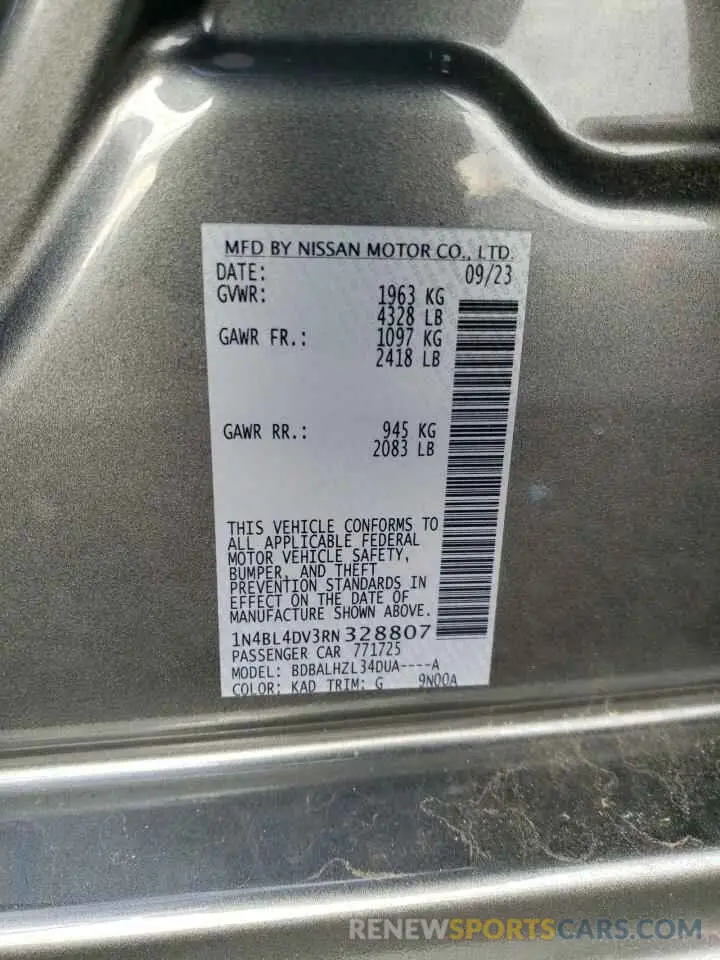 MFD BY NISSAN MOTOR CO., LTD.
DATE: 09/23
GVWR: 1963 KG
4328 LB
GAWR FR.: 1097 KG
2418 LB
GAWR RR.: 945 KG
2083 LB
THIS VEHICLE CONFORMS TO
ALL APPLICABLE FEDERAL
MOTOR VEHICLE SAFETY,
BUMPER, AND THEFT
PREVENTION STANDARDS IN
EFFECT ON THE DATE OF
MANUFACTURE SHOWN ABOVE.
1N4BL4DV3RN328807
PASSENGER CAR 771725
MODEL: BDBALHZL34DUA----A
COLOR: KAD TRIM: G 9N00A
RENEWSPORTSCARS.COM